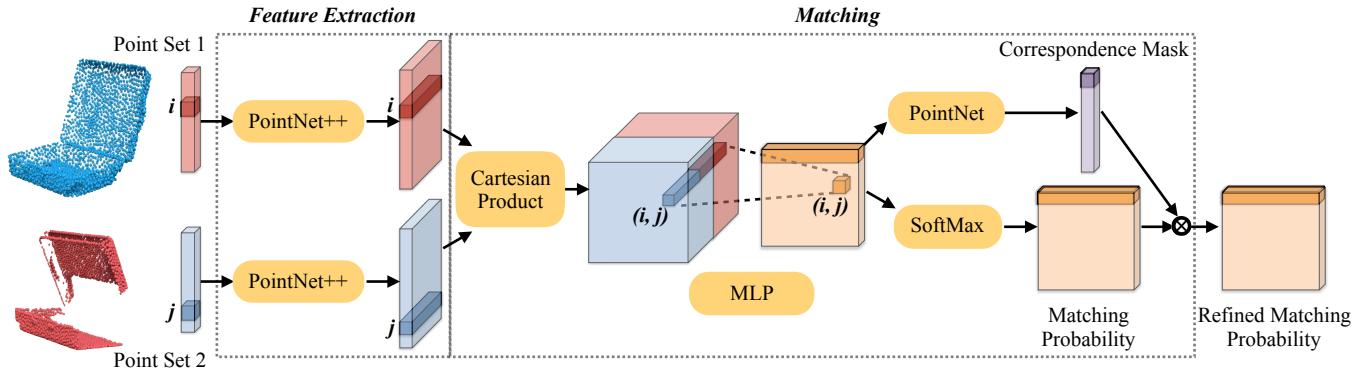 Feature Extraction
Matching
Point Set 1
i
PointNet++
i
Cartesian
Product
(i, j)
MLP
(i, j)
PointNet
Correspondence Mask
SoftMax
Matching
Probability
Refined Matching
Probability
j
PointNet++
j
Point Set 2